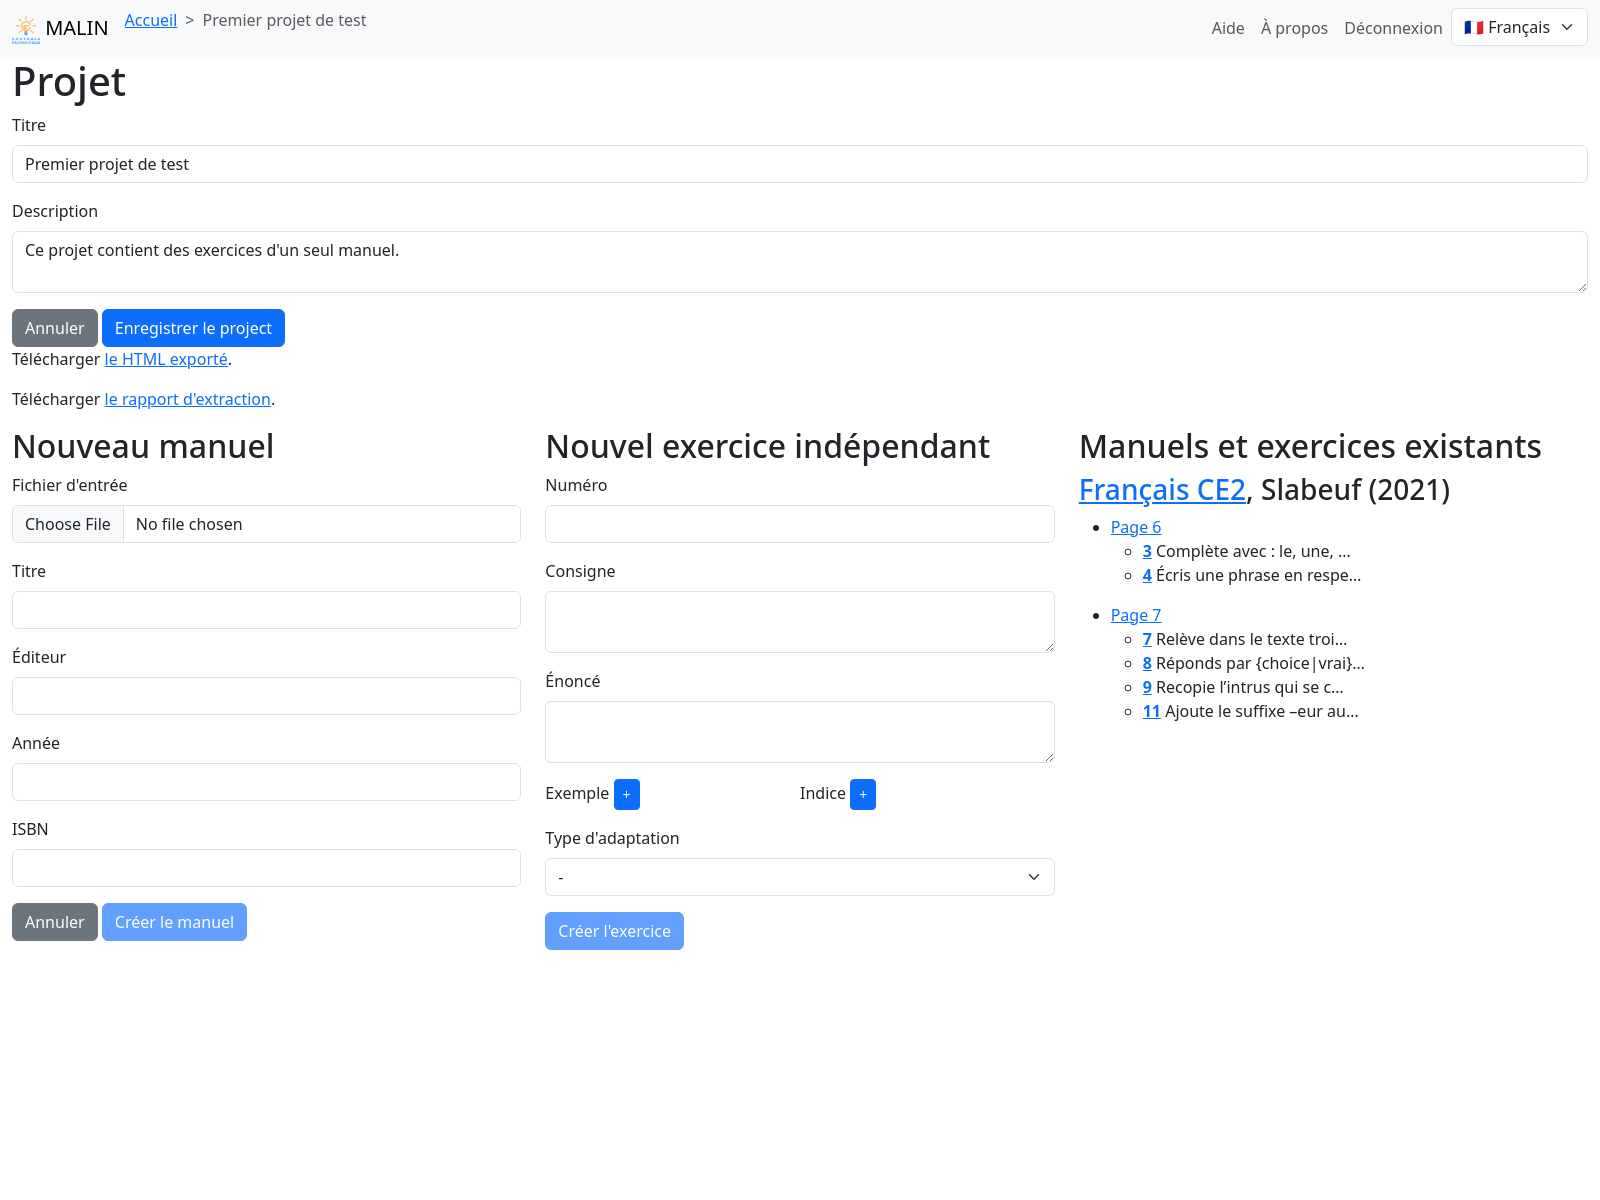 MALIN Accueil > Premier projet de test Aide À propos Déconnexion 🇫🇷 Français
Projet
Titre
Premier projet de test
Description
Ce projet contient des exercices d'un seul manuel.
Annuler Enregistrer le project
Télécharger le HTML exporté.
Télécharger le rapport d'extraction.
Nouveau manuel
Fichier d'entrée
Choose File No file chosen
Titre
Éditeur
Année
ISBN
Annuler Créer le manuel
Nouvel exercice indépendant
Numéro
Consigne
Énoncé
Exemple + Indice +
Type d'adaptation
-
Créer l'exercice
Manuels et exercices existants
Français CE2, Slabeuf (2021)
Page 6
3 Complète avec : le, une, ...
4 Écris une phrase en respe...
Page 7
7 Relève dans le texte troi...
8 Réponds par {choice|vrai}...
9 Recopie l’intrus qui se c...
11 Ajoute le suffixe –eur au...